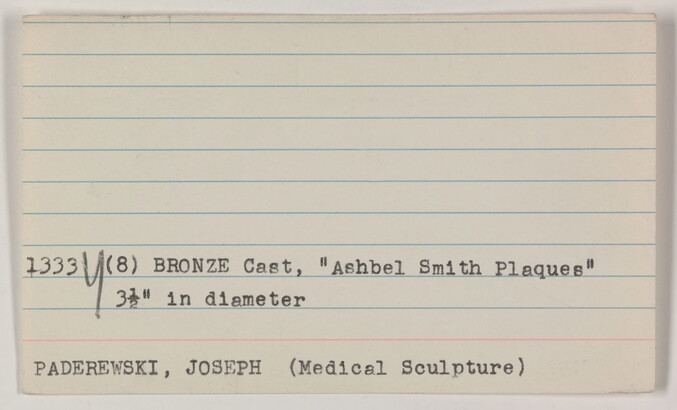 1333 y (8) BRONZE Cast, "Ashbel Smith Plaques"
3½" in diameter
PADEREWSKI, JOSEPH (Medical Sculpture)